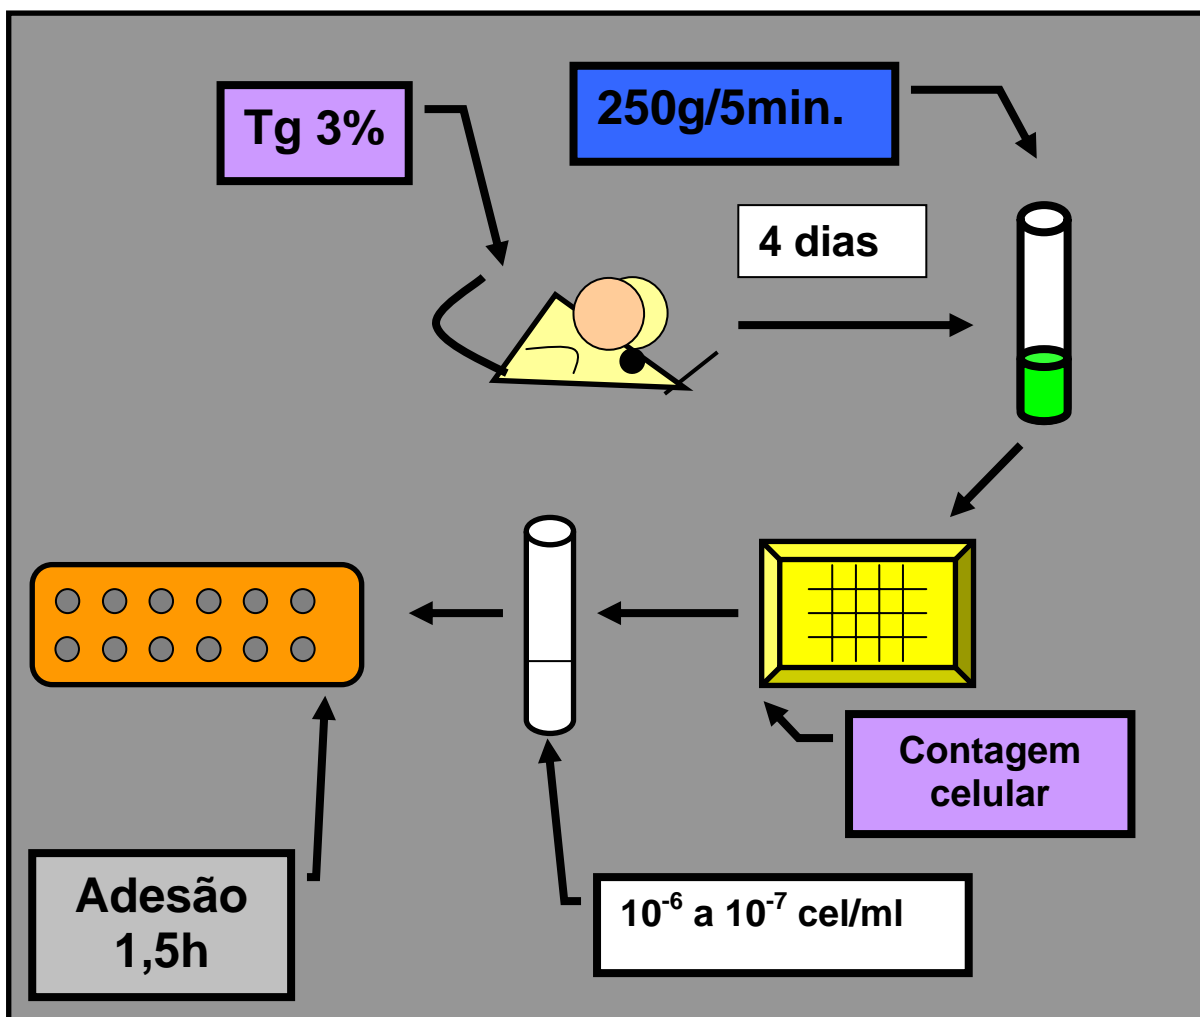 Tg 3%
250g/5min.
4 dias
Contagem
celular
10⁻⁶ a 10⁻⁷ cel/ml
Adesão
1,5h